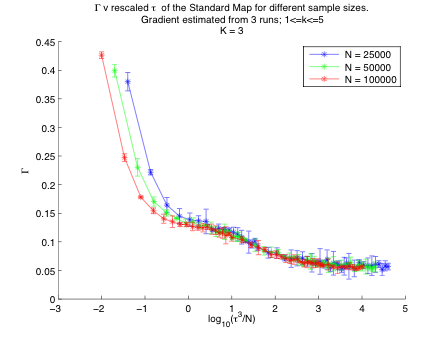 Γ v rescaled τ of the Standard Map for different sample sizes.
Gradient estimated from 3 runs; 1<=k<=5
K = 3
N = 25000
N = 50000
N = 100000
0.45
0.4
0.35
0.3
0.25
0.2
0.15
0.1
0.05
0
Γ
−3 −2 −1 0 1 2 3 4 5
log10(τ³/N)